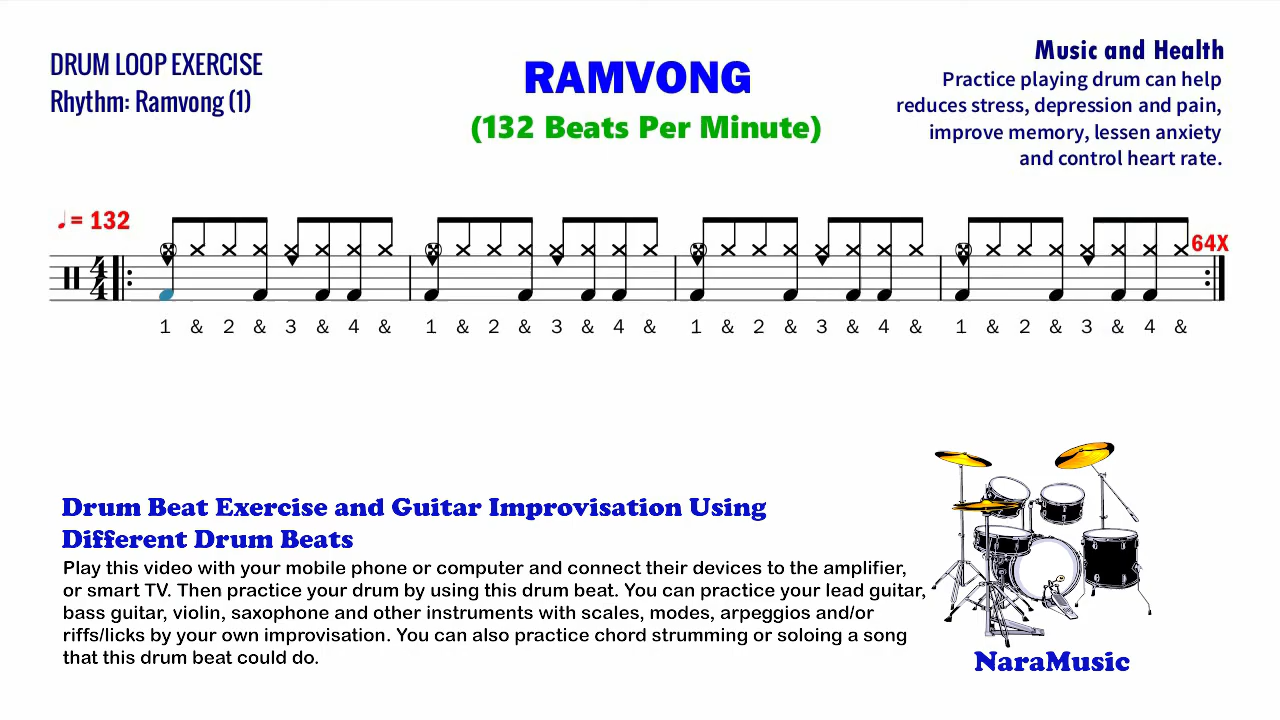 DRUM LOOP EXERCISE
Rhythm: Ramvong (1)
RAMVONG
(132 Beats Per Minute)
Music and Health
Practice playing drum can help
reduces stress, depression and pain,
improve memory, lessen anxiety
and control heart rate.
♩ = 132
64X
4
4
1 & 2 & 3 & 4 & 1 & 2 & 3 & 4 & 1 & 2 & 3 & 4 & 1 & 2 & 3 & 4 &
Drum Beat Exercise and Guitar Improvisation Using
Different Drum Beats
Play this video with your mobile phone or computer and connect their devices to the amplifier,
or smart TV. Then practice your drum by using this drum beat. You can practice your lead guitar,
bass guitar, violin, saxophone and other instruments with scales, modes, arpeggios and/or
riffs/licks by your own improvisation. You can also practice chord strumming or soloing a song
that this drum beat could do.
NaraMusic